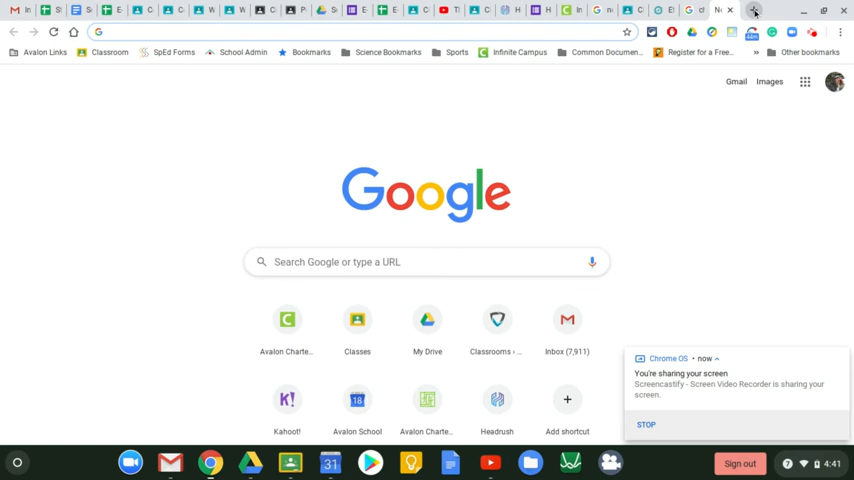 Avalon Links Classroom SpEd Forms School Admin Bookmarks Science Bookmarks Sports Infinite Campus Common Documen... Register for a Free... » Other bookmarks
Gmail Images
Google
Search Google or type a URL
Avalon Charte... Classes My Drive Classrooms › ... Inbox (7,911)
Chrome OS • now
You're sharing your screen
Screencastify - Screen Video Recorder is sharing your
screen.
STOP
K! 18
Kahoot! Avalon School Avalon Charte... Headrush Add shortcut
31 Sign out 7 4:41